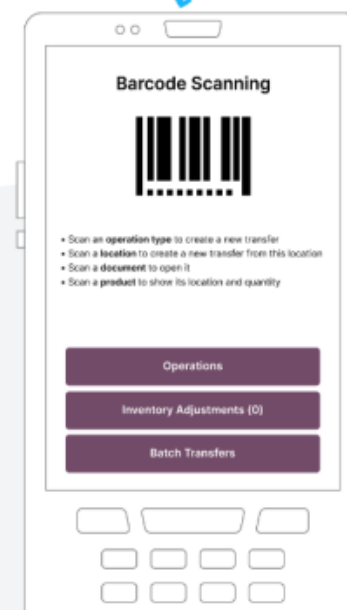 Barcode Scanning
• Scan an operation type to create a new transfer
• Scan a location to create a new transfer from this location
• Scan a document to open it
• Scan a product to show its location and quantity
Operations
Inventory Adjustments (0)
Batch Transfers